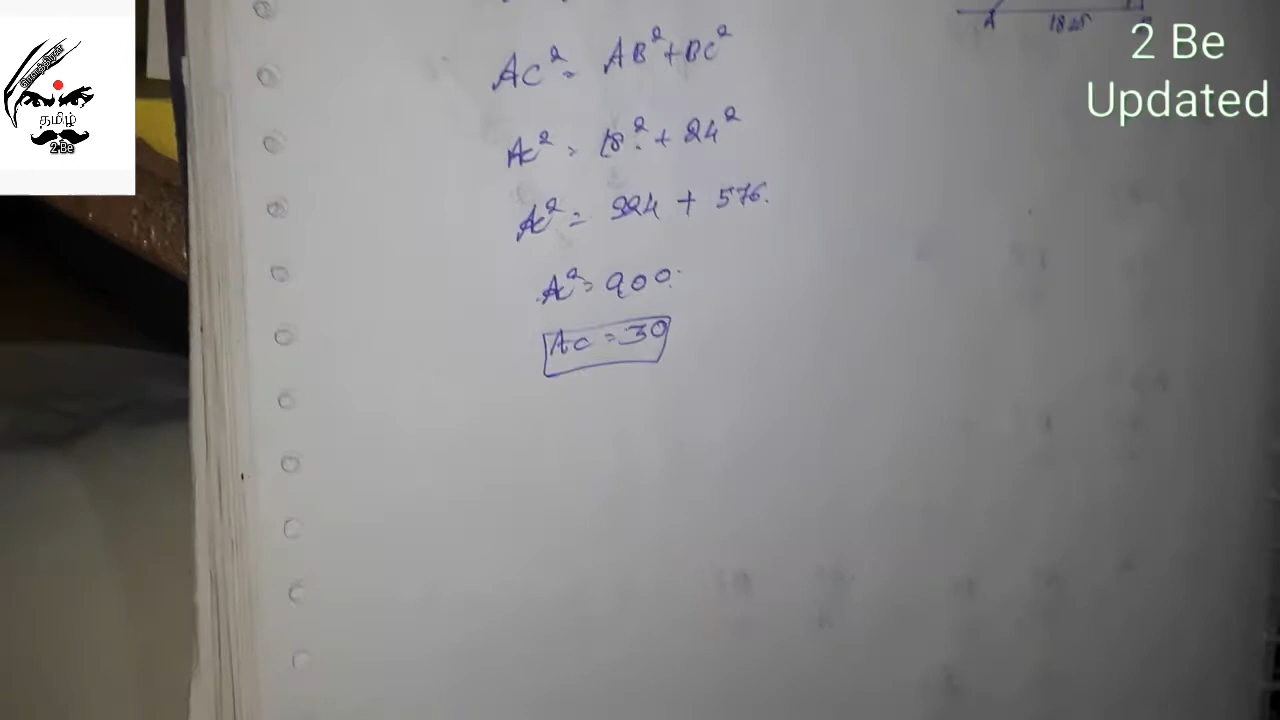 AC² = AB² + BC²
AC² = 18² + 24²
AC² = 324 + 576.
AC² = 900.
AC = 30
A
2 Be
Updated
தமிழ்
2 Be